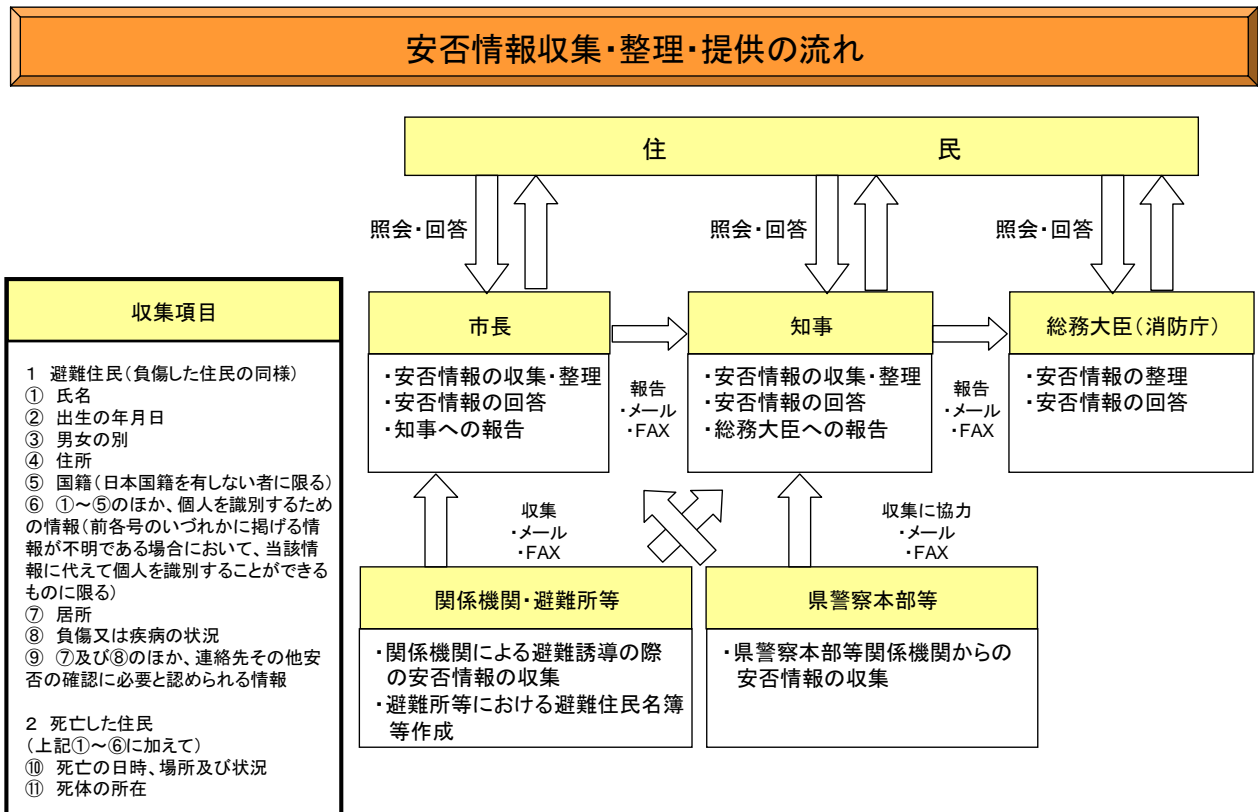 安否情報収集・整理・提供の流れ
住　　　民
照会・回答
照会・回答
照会・回答
収集項目
1　避難住民（負傷した住民の同様）
①　氏名
②　出生の年月日
③　男女の別
④　住所
⑤　国籍（日本国籍を有しない者に限る）
⑥　①～⑤のほか、個人を識別するため
の情報（前各号のいづれかに掲げる情
報が不明である場合において、当該情
報に代えて個人を識別することができる
ものに限る）
⑦　居所
⑧　負傷又は疾病の状況
⑨　⑦及び⑧のほか、連絡先その他安
否の確認に必要と認められる情報
2　死亡した住民
（上記①～⑥に加えて）
⑩　死亡の日時、場所及び状況
⑪　死体の所在
市長
・安否情報の収集・整理
・安否情報の回答
・知事への報告
報告
・メール
・FAX
知事
・安否情報の収集・整理
・安否情報の回答
・総務大臣への報告
報告
・メール
・FAX
総務大臣（消防庁）
・安否情報の整理
・安否情報の回答
収集
・メール
・FAX
収集に協力
・メール
・FAX
関係機関・避難所等
・関係機関による避難誘導の際
の安否情報の収集
・避難所等における避難住民名簿
等作成
県警察本部等
・県警察本部等関係機関からの
安否情報の収集